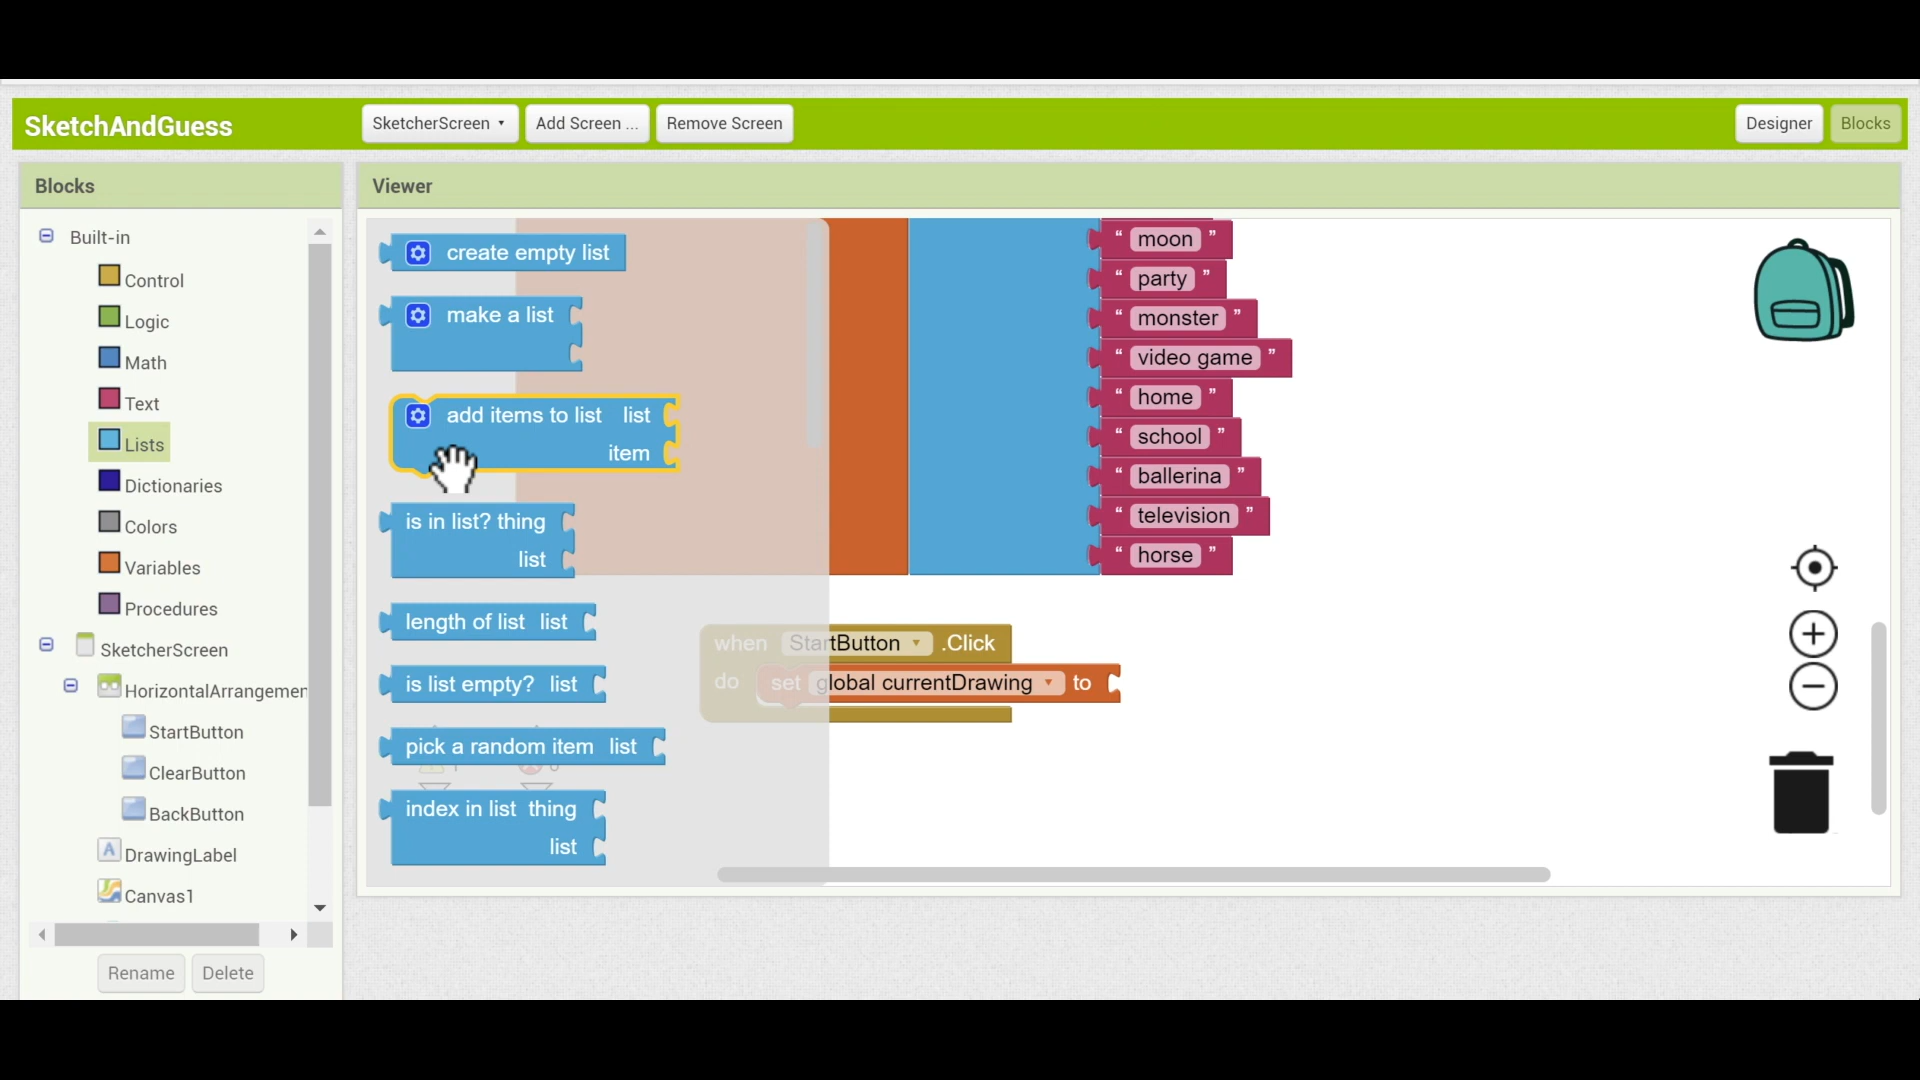 SketchAndGuess
SketcherScreen
Add Screen ...
Remove Screen
Designer
Blocks
Blocks
Built-in
Control
Logic
Math
Text
Lists
Dictionaries
Colors
Variables
Procedures
SketcherScreen
HorizontalArrangemen
StartButton
ClearButton
BackButton
DrawingLabel
Canvas1
Rename
Delete
Viewer
create empty list
make a list
add items to list list
item
is in list? thing
list
length of list list
is list empty? list
pick a random item list
index in list thing
list
“ moon ”
“ party ”
“ monster ”
“ video game ”
“ home ”
“ school ”
“ ballerina ”
“ television ”
“ horse ”
when StartButton .Click
do set global currentDrawing to